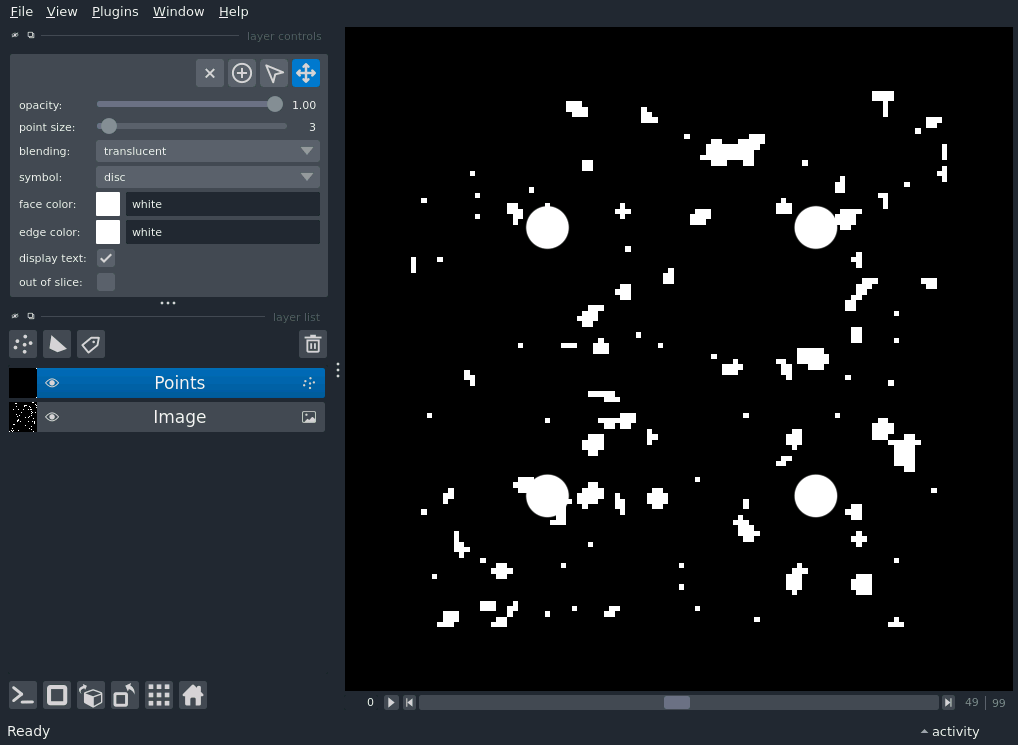 File View Plugins Window Help
layer controls
opacity: 1.00
point size: 3
blending: translucent
symbol: disc
face color: white
edge color: white
display text:
out of slice:
layer list
Points
Image
0 49 99
Ready activity